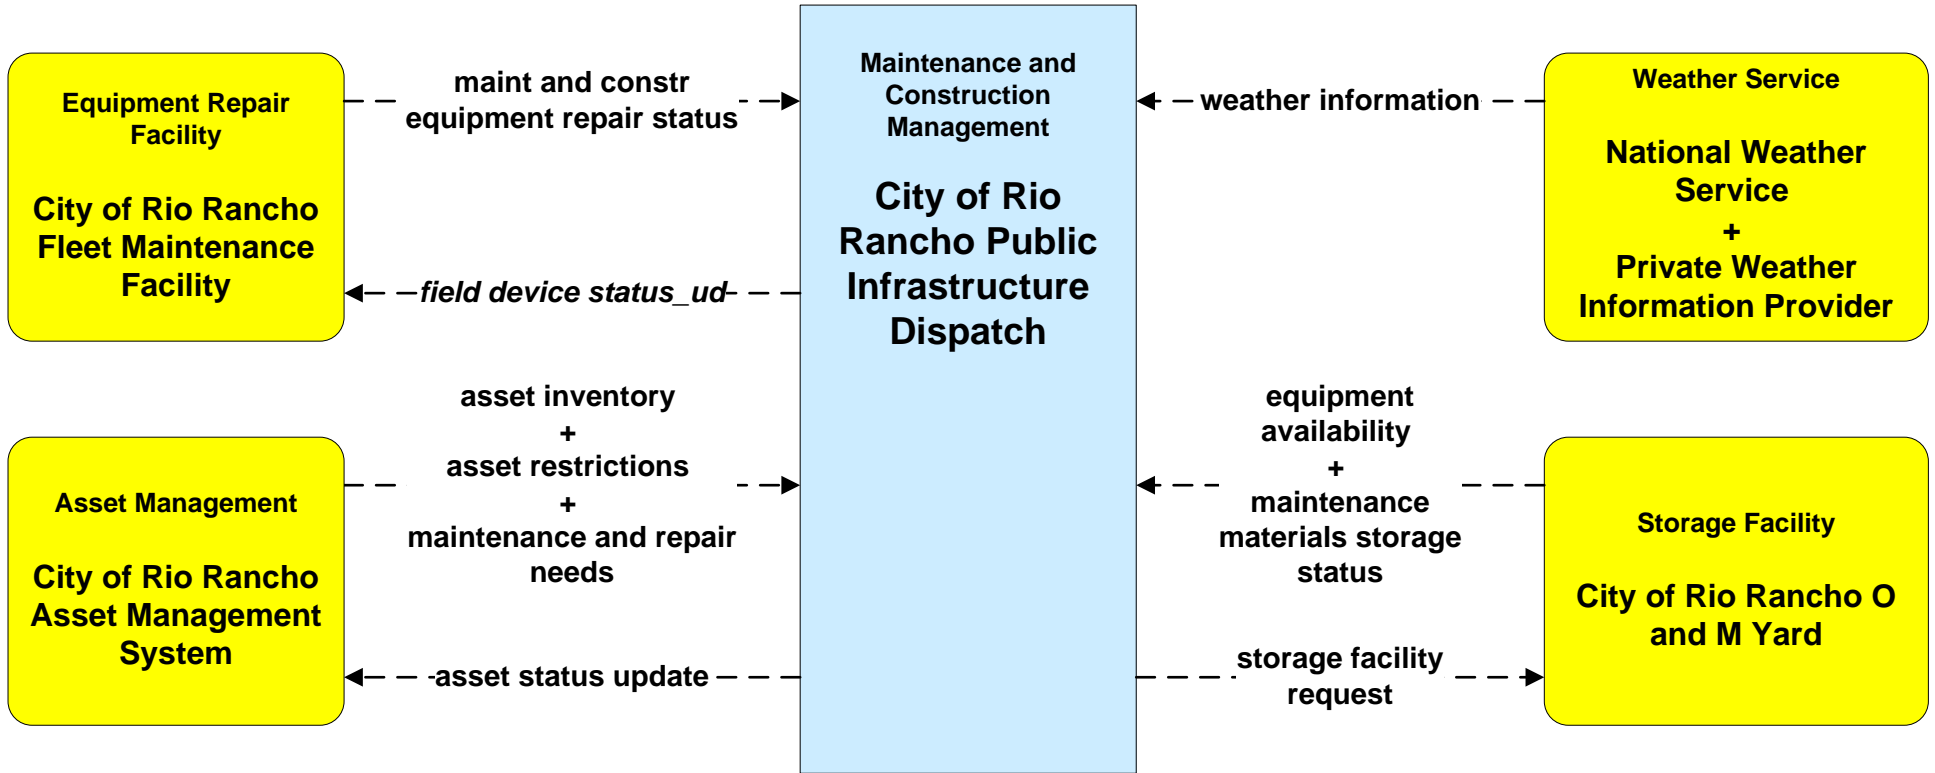 Equipment Repair
Facility
City of Rio Rancho
Fleet Maintenance
Facility
maint and constr
equipment repair status
field device status_ud
Maintenance and
Construction
Management
City of Rio
Rancho Public
Infrastructure
Dispatch
weather information
Weather Service
National Weather
Service
+
Private Weather
Information Provider
Asset Management
City of Rio Rancho
Asset Management
System
asset inventory
+
asset restrictions
+
maintenance and repair
needs
asset status update
equipment
availability
+
maintenance
materials storage
status
storage facility
request
Storage Facility
City of Rio Rancho O
and M Yard